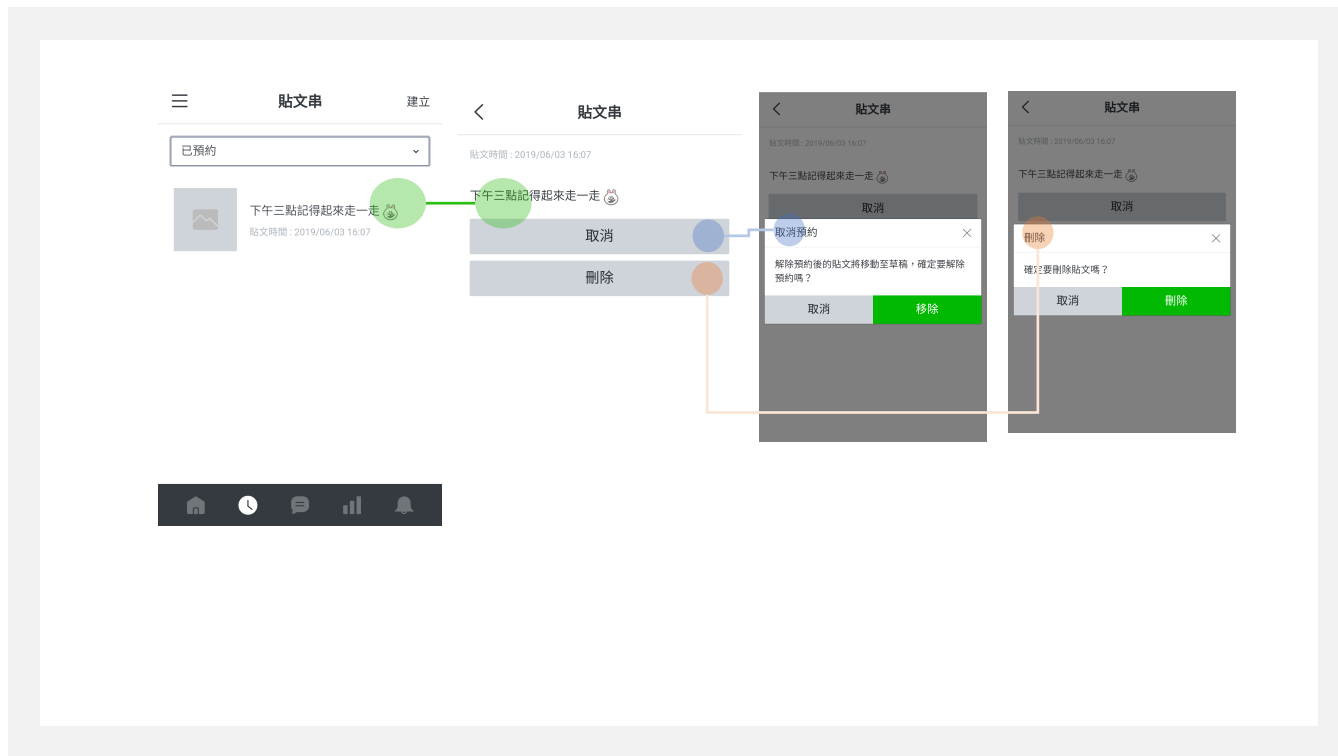 貼文串
建立
已預約
下午三點記得起來走一走
貼文時間 : 2019/06/03 16:07
貼文串
貼文時間 : 2019/06/03 16:07
下午三點記得起來走一走
取消
刪除
貼文串
貼文時間 : 2019/06/03 16:07
下午三點記得起來走一走
取消
取消預約
解除預約後的貼文將移動至草稿，確定要解除
預約嗎？
取消
移除
貼文串
貼文時間 : 2019/06/03 16:07
下午三點記得起來走一走
取消
刪除
確定要刪除貼文嗎？
取消
刪除